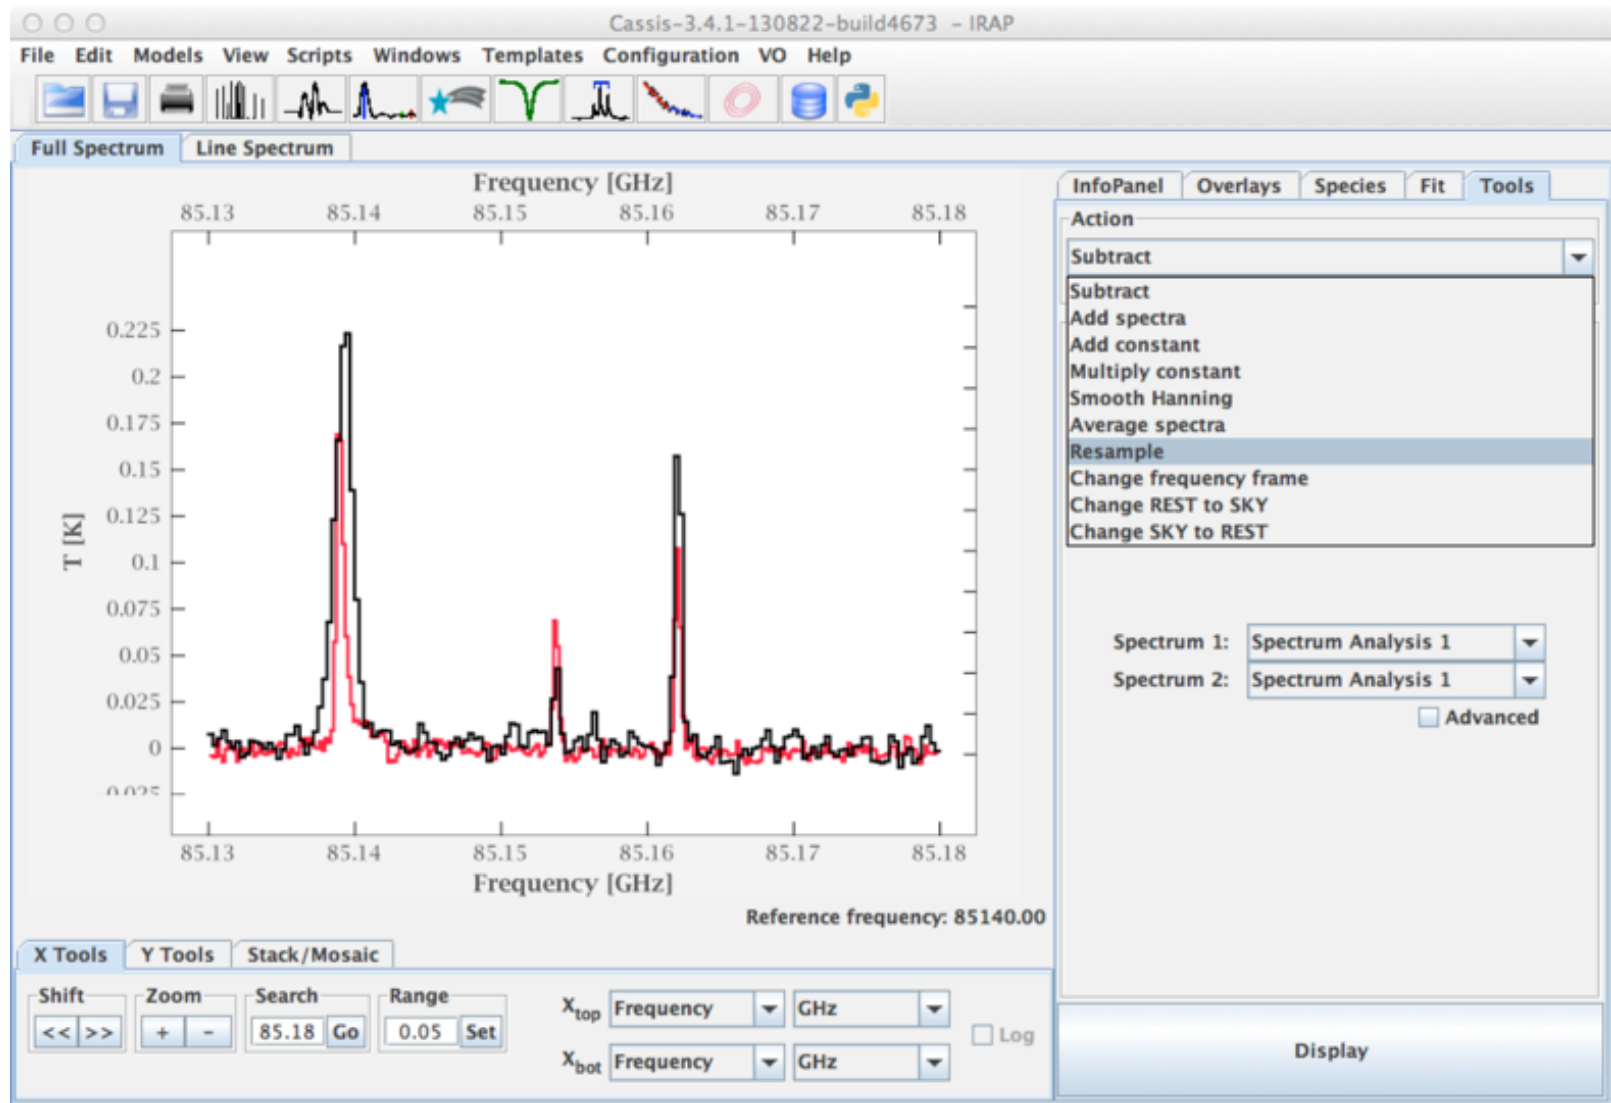 Cassis-3.4.1-130822-build4673 - IRAP
File Edit Models View Scripts Windows Templates Configuration VO Help
Full Spectrum Line Spectrum
Frequency [GHz]
85.13 85.14 85.15 85.16 85.17 85.18
0.225
0.2
0.175
0.15
0.125
0.1
0.075
0.05
0.025
0
-0.025
T [K]
85.13 85.14 85.15 85.16 85.17 85.18
Frequency [GHz]
Reference frequency: 85140.00
InfoPanel Overlays Species Fit Tools
Action
Subtract
Subtract
Add spectra
Add constant
Multiply constant
Smooth Hanning
Average spectra
Resample
Change frequency frame
Change REST to SKY
Change SKY to REST
Spectrum 1: Spectrum Analysis 1
Spectrum 2: Spectrum Analysis 1
Advanced
Display
X Tools Y Tools Stack/Mosaic
Shift Zoom Search Range
<< >> + - 85.18 Go 0.05 Set
Xtop Frequency GHz
Log
Xbot Frequency GHz